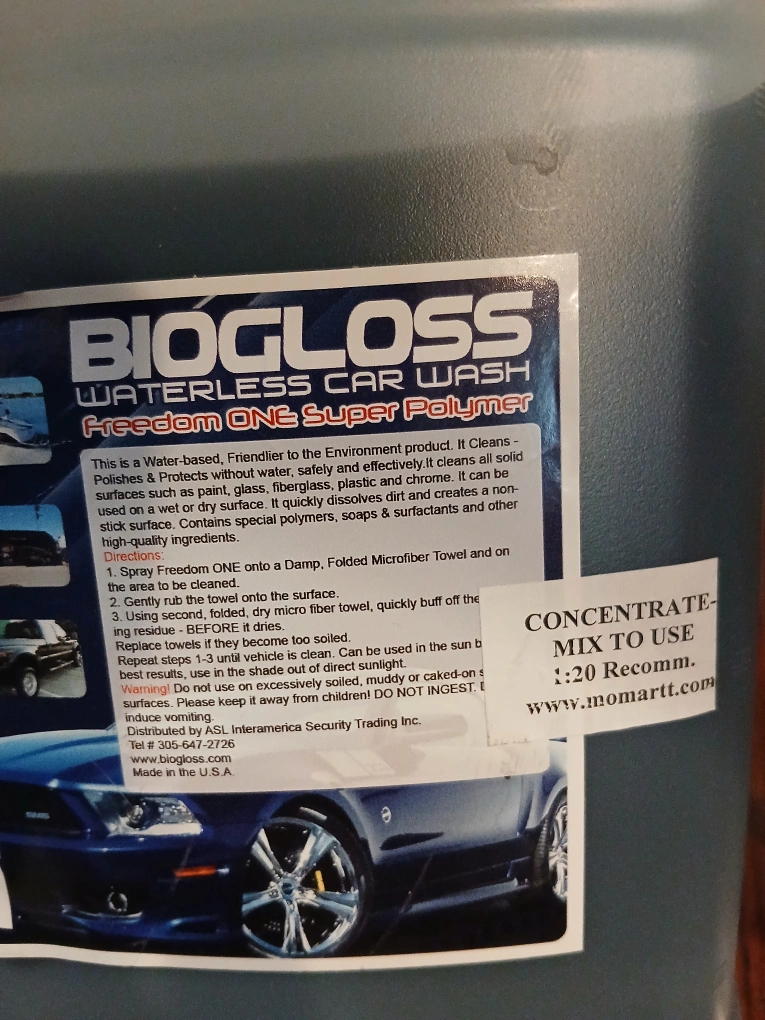 BIOGLOSS
WATERLESS CAR WASH
Freedom ONE Super Polymer
This is a Water-based, Friendlier to the Environment product. It Cleans -
Polishes & Protects without water, safely and effectively.It cleans all solid
surfaces such as paint, glass, fiberglass, plastic and chrome. It can be
used on a wet or dry surface. It quickly dissolves dirt and creates a non-
stick surface. Contains special polymers, soaps & surfactants and other
high-quality ingredients.
Directions:
1. Spray Freedom ONE onto a Damp, Folded Microfiber Towel and on
the area to be cleaned.
2. Gently rub the towel onto the surface.
3. Using second, folded, dry micro fiber towel, quickly buff off the
ing residue - BEFORE it dries.
Replace towels if they become too soiled.
Repeat steps 1-3 until vehicle is clean. Can be used in the sun
best results, use in the shade out of direct sunlight.
Warning! Do not use on excessively soiled, muddy or caked-on
surfaces. Please keep it away from children! DO NOT INGEST.
induce vomiting.
Distributed by ASL Interamerica Security Trading Inc.
Tel # 305-647-2726
www.biogloss.com
Made in the U.S.A.
CONCENTRATE-
MIX TO USE
1:20 Recomm.
www.momartt.com